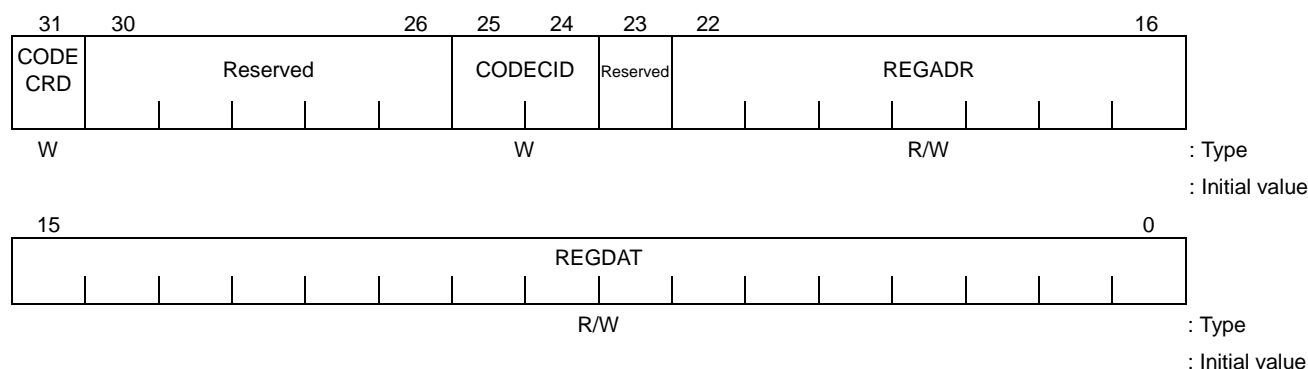 31 30 26 25 24 23 22 16
CODE CRD Reserved CODECID Reserved REGADR
W W R/W : Type
: Initial value
15 0
REGDAT
R/W : Type
: Initial value